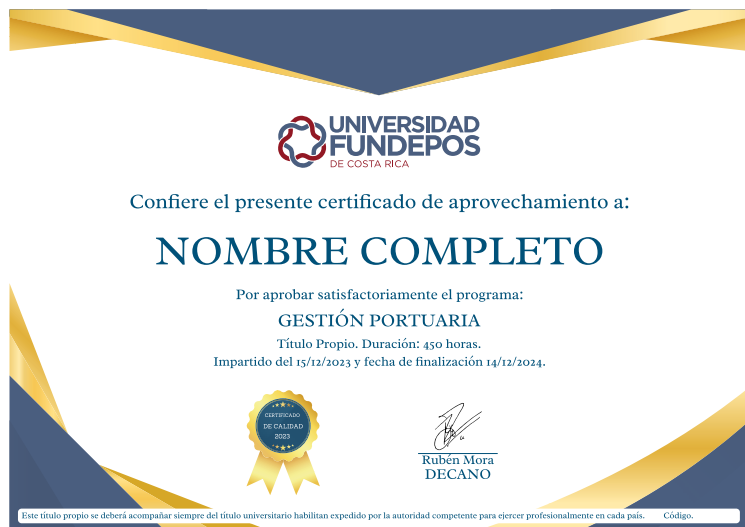 UNIVERSIDAD
FUNDEPOS
DE COSTA RICA
Confiere el presente certificado de aprovechamiento a:
NOMBRE COMPLETO
Por aprobar satisfactoriamente el programa:
GESTIÓN PORTUARIA
Título Propio. Duración: 450 horas.
Impartido del 15/12/2023 y fecha de finalización 14/12/2024.
CERTIFICADO
DE CALIDAD
2023
Rubén Mora
DECANO
Este título propio se deberá acompañar siempre del título universitario habilitan expedido por la autoridad competente para ejercer profesionalmente en cada país. Código.